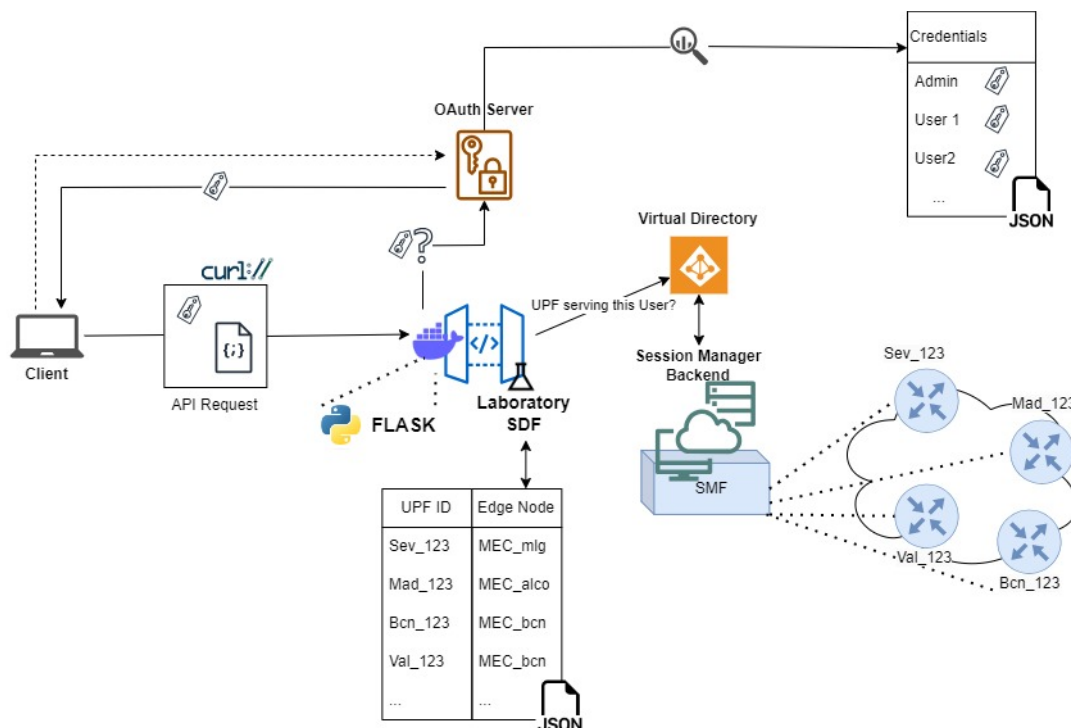 Credentials
Admin
User 1
User2
...
JSON
OAuth Server
?
Virtual Directory
curl://
{;}
UPF serving this User?
</>
Client
API Request
FLASK
Laboratory
SDF
Session Manager
Backend
SMF
Sev_123
Mad_123
Val_123
Bcn_123
UPF ID Edge Node
Sev_123 MEC_mlg
Mad_123 MEC_alco
Bcn_123 MEC_bcn
Val_123 MEC_bcn
... ...
JSON